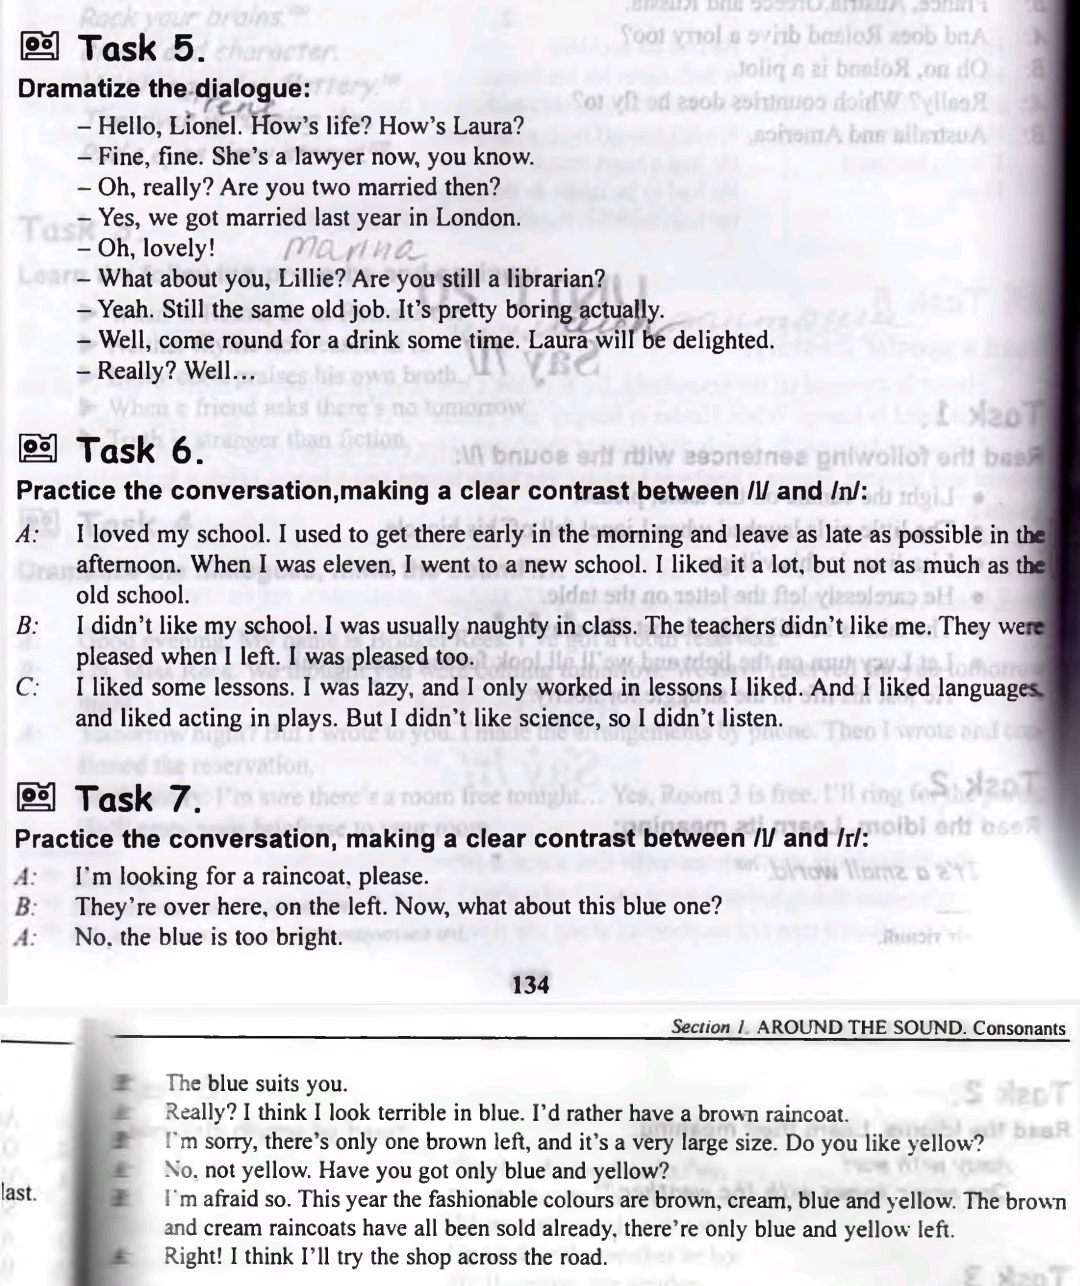 Task 5.
Dramatize the dialogue:
– Hello, Lionel. How's life? How's Laura?
– Fine, fine. She's a lawyer now, you know.
– Oh, really? Are you two married then?
– Yes, we got married last year in London.
– Oh, lovely!
Marina
– What about you, Lillie? Are you still a librarian?
– Yeah. Still the same old job. It's pretty boring actually.
– Well, come round for a drink some time. Laura will be delighted.
– Really? Well…
Task 6.
Practice the conversation,making a clear contrast between /l/ and /n/:
A: I loved my school. I used to get there early in the morning and leave as late as possible in the
afternoon. When I was eleven, I went to a new school. I liked it a lot, but not as much as the
old school.
B: I didn't like my school. I was usually naughty in class. The teachers didn't like me. They were
pleased when I left. I was pleased too.
C: I liked some lessons. I was lazy, and I only worked in lessons I liked. And I liked languages
and liked acting in plays. But I didn't like science, so I didn't listen.
Task 7.
Practice the conversation, making a clear contrast between /l/ and /r/:
A: I'm looking for a raincoat, please.
B: They're over here, on the left. Now, what about this blue one?
A: No, the blue is too bright.
134
Section 1. AROUND THE SOUND. Consonants
The blue suits you.
Really? I think I look terrible in blue. I'd rather have a brown raincoat.
I'm sorry, there's only one brown left, and it's a very large size. Do you like yellow?
No, not yellow. Have you got only blue and yellow?
last.
I'm afraid so. This year the fashionable colours are brown, cream, blue and yellow. The brown
and cream raincoats have all been sold already, there're only blue and yellow left.
Right! I think I'll try the shop across the road.